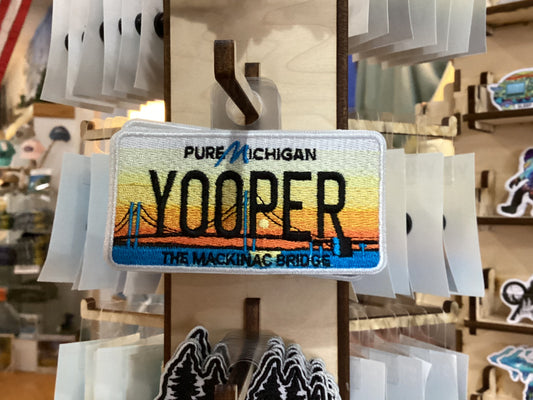 PURE MICHIGAN
YOOPER
THE MACKINAC BRIDGE